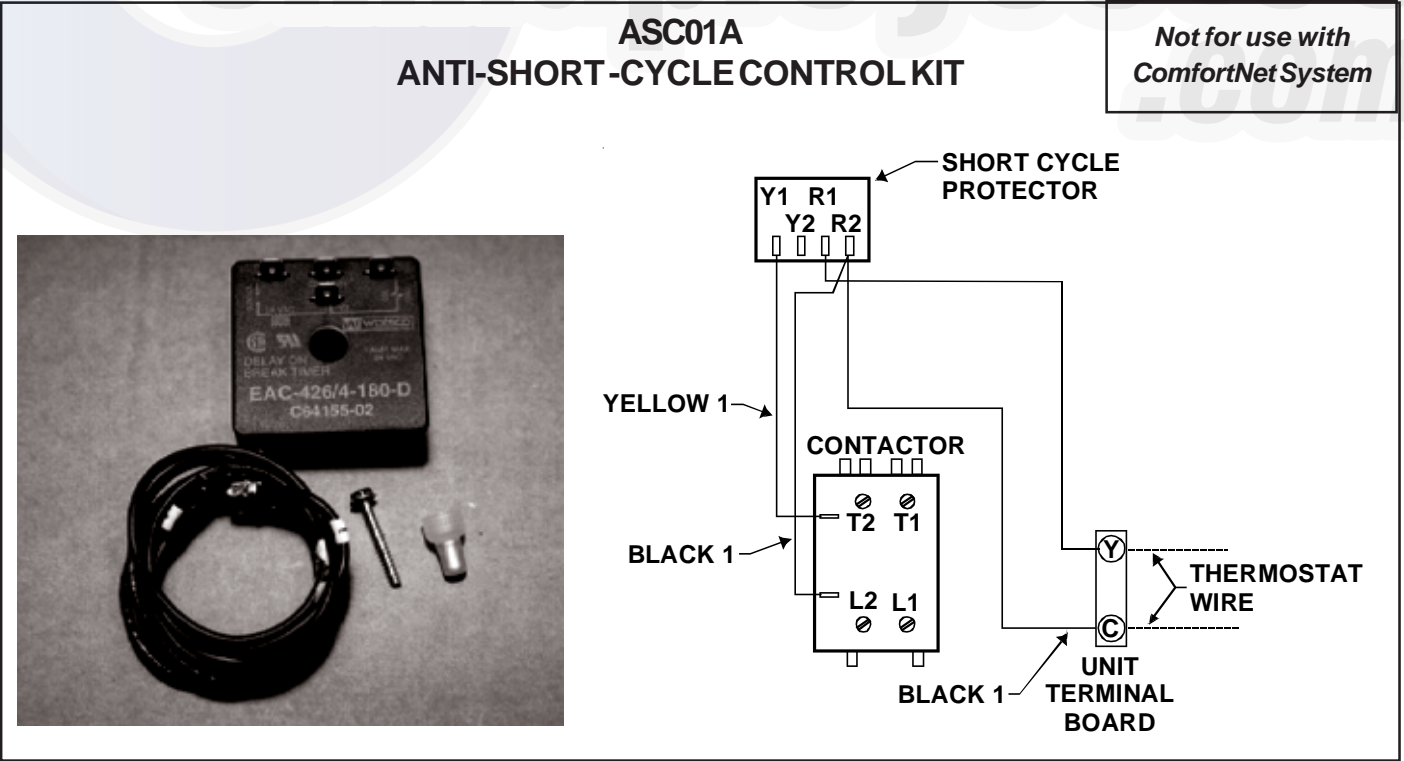 ASC01A
ANTI-SHORT-CYCLE CONTROL KIT
Not for use with
ComfortNet System
.com
SHORT CYCLE
PROTECTOR
Y1 R1
Y2 R2
YELLOW 1
CONTACTOR
T2 T1
BLACK 1
L2 L1
Y
THERMOSTAT
WIRE
C
BLACK 1
UNIT
TERMINAL
BOARD
DELAY ON
BREAK TIMER
EAC-426/4-180-D
C64155-02